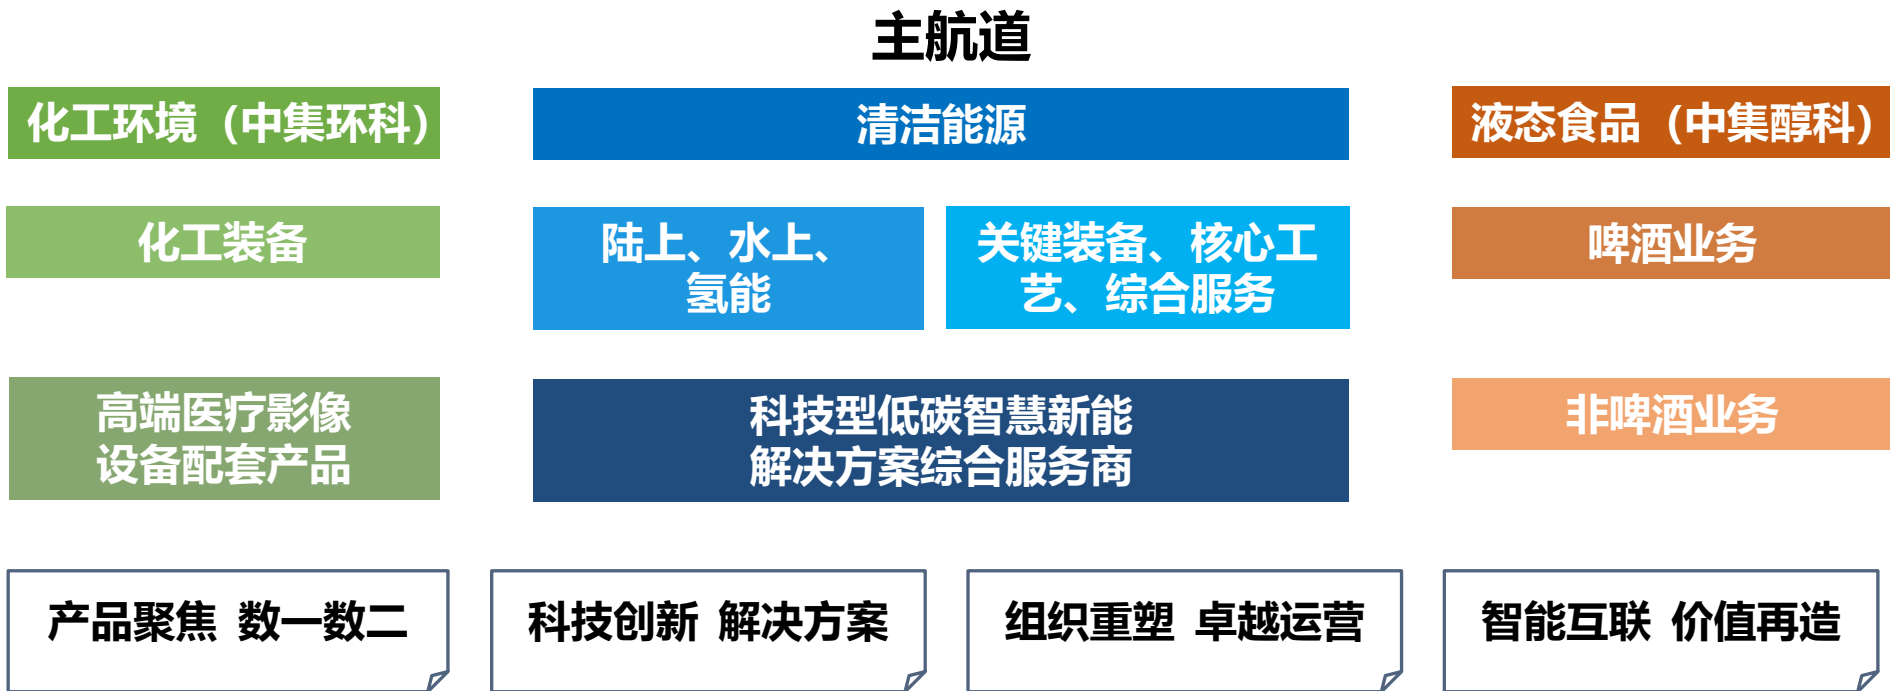 主航道
化工环境（中集环科）
清洁能源
液态食品（中集醇科）
化工装备
陆上、水上、
氢能
关键装备、核心工
艺、综合服务
啤酒业务
高端医疗影像
设备配套产品
科技型低碳智慧新能
解决方案综合服务商
非啤酒业务
产品聚焦 数一数二
科技创新 解决方案
组织重塑 卓越运营
智能互联 价值再造